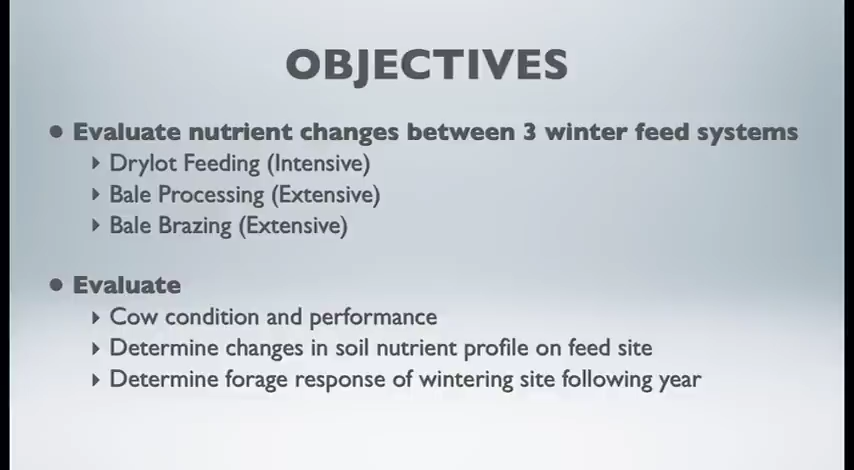 OBJECTIVES
• Evaluate nutrient changes between 3 winter feed systems
‣ Drylot Feeding (Intensive)
‣ Bale Processing (Extensive)
‣ Bale Brazing (Extensive)
• Evaluate
‣ Cow condition and performance
‣ Determine changes in soil nutrient profile on feed site
‣ Determine forage response of wintering site following year